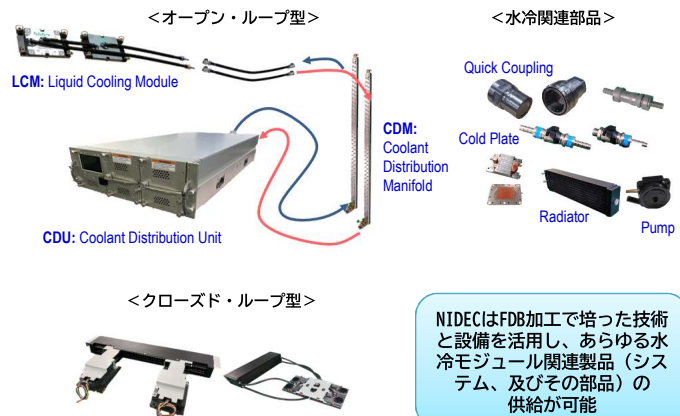 ＜オープン・ループ型＞
＜水冷関連部品＞
LCM: Liquid Cooling Module
Quick Coupling
CDM:
Coolant
Distribution
Manifold
Cold Plate
Radiator
Pump
CDU: Coolant Distribution Unit
＜クローズド・ループ型＞
NIDECはFDB加工で培った技術
と設備を活用し、あらゆる水
冷モジュール関連製品（シス
テム、及びその部品）の
供給が可能